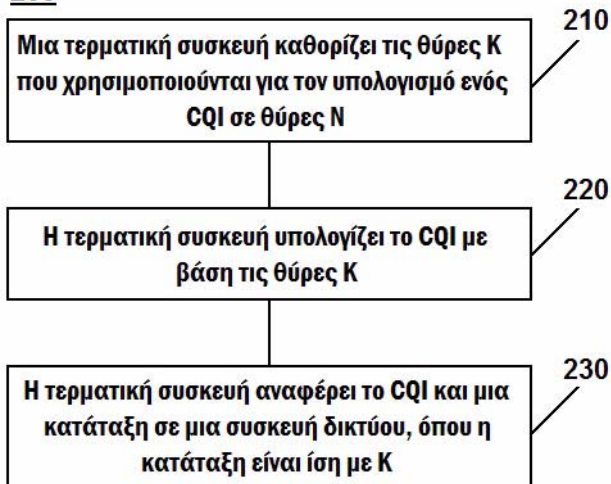 210
Μια τερματική συσκευή καθορίζει τις θύρες Κ
που χρησιμοποιούνται για τον υπολογισμό ενός
CQI σε θύρες Ν
220
Η τερματική συσκευή υπολογίζει το CQI με
βάση τις θύρες Κ
230
Η τερματική συσκευή αναφέρει το CQI και μια
κατάταξη σε μια συσκευή δικτύου, όπου η
κατάταξη είναι ίση με Κ